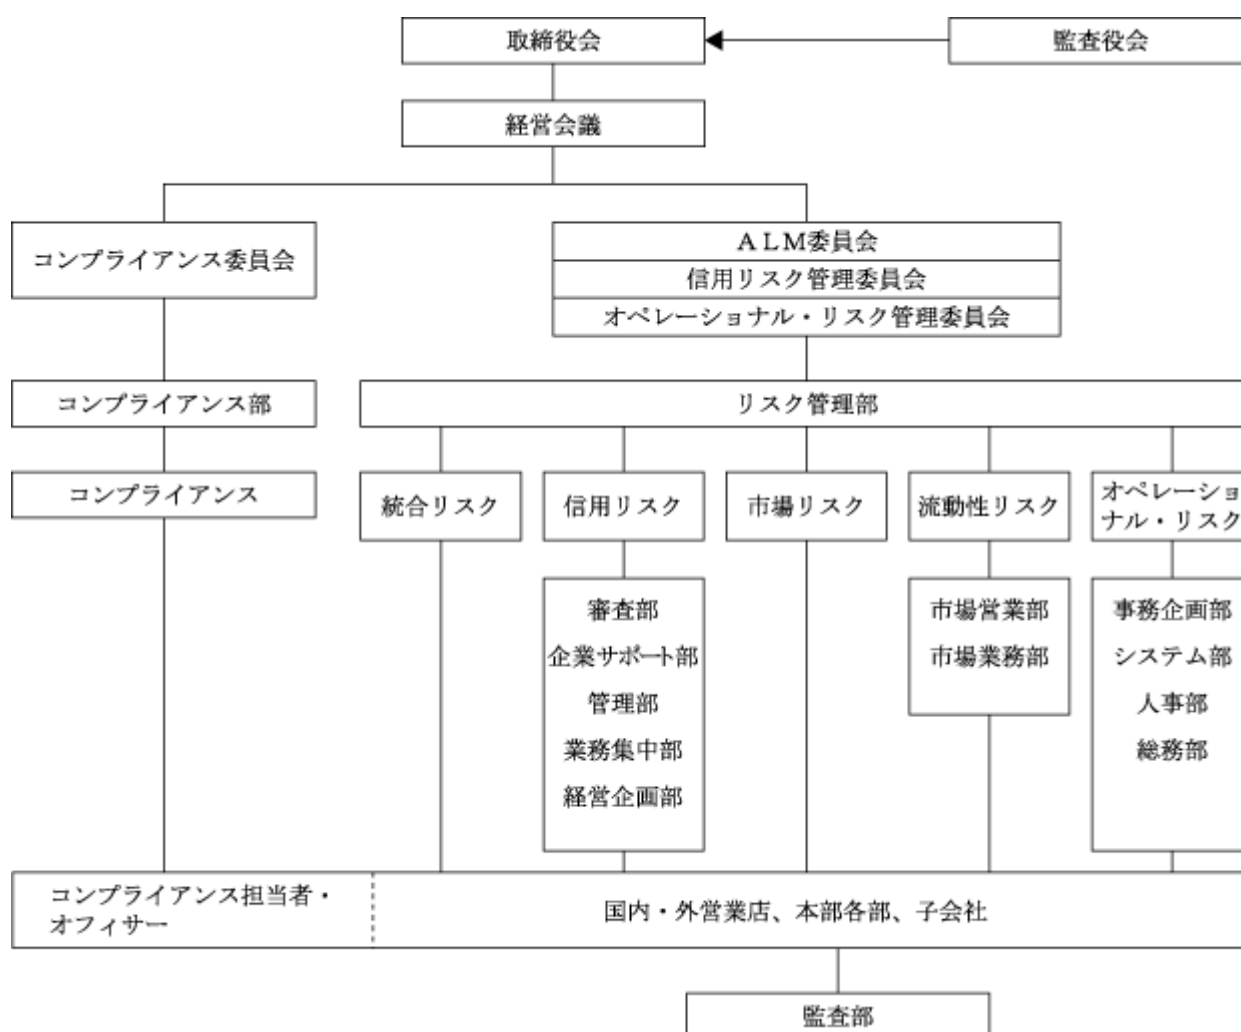 取締役会
監査役会
経営会議
コンプライアンス委員会
ALM委員会
信用リスク管理委員会
オペレーショナル・リスク管理委員会
コンプライアンス部
リスク管理部
コンプライアンス
統合リスク
信用リスク
市場リスク
流動性リスク
オペレーショ
ナル・リスク
審査部
企業サポート部
管理部
業務集中部
経営企画部
市場営業部
市場業務部
事務企画部
システム部
人事部
総務部
コンプライアンス担当者・
オフィサー
国内・外営業店、本部各部、子会社
監査部